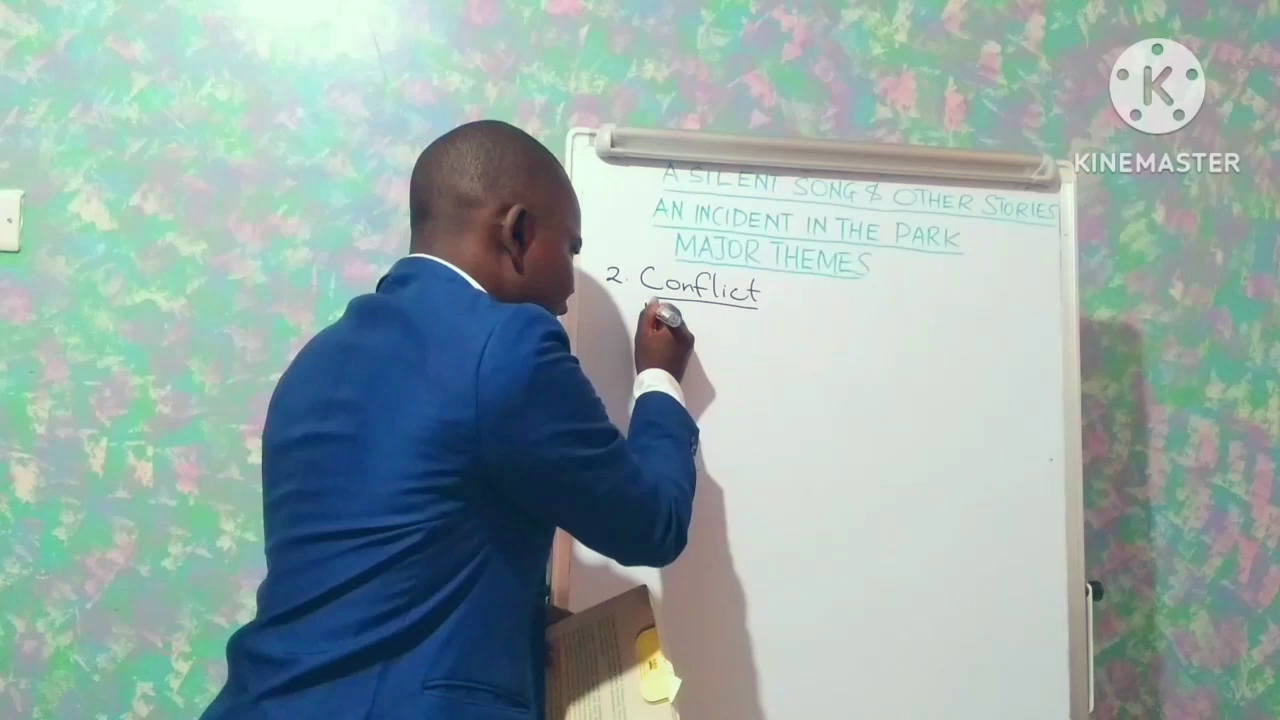 A SILENT SONG & OTHER STORIES
AN INCIDENT IN THE PARK
MAJOR THEMES
2. Conflict
K
KINEMASTER